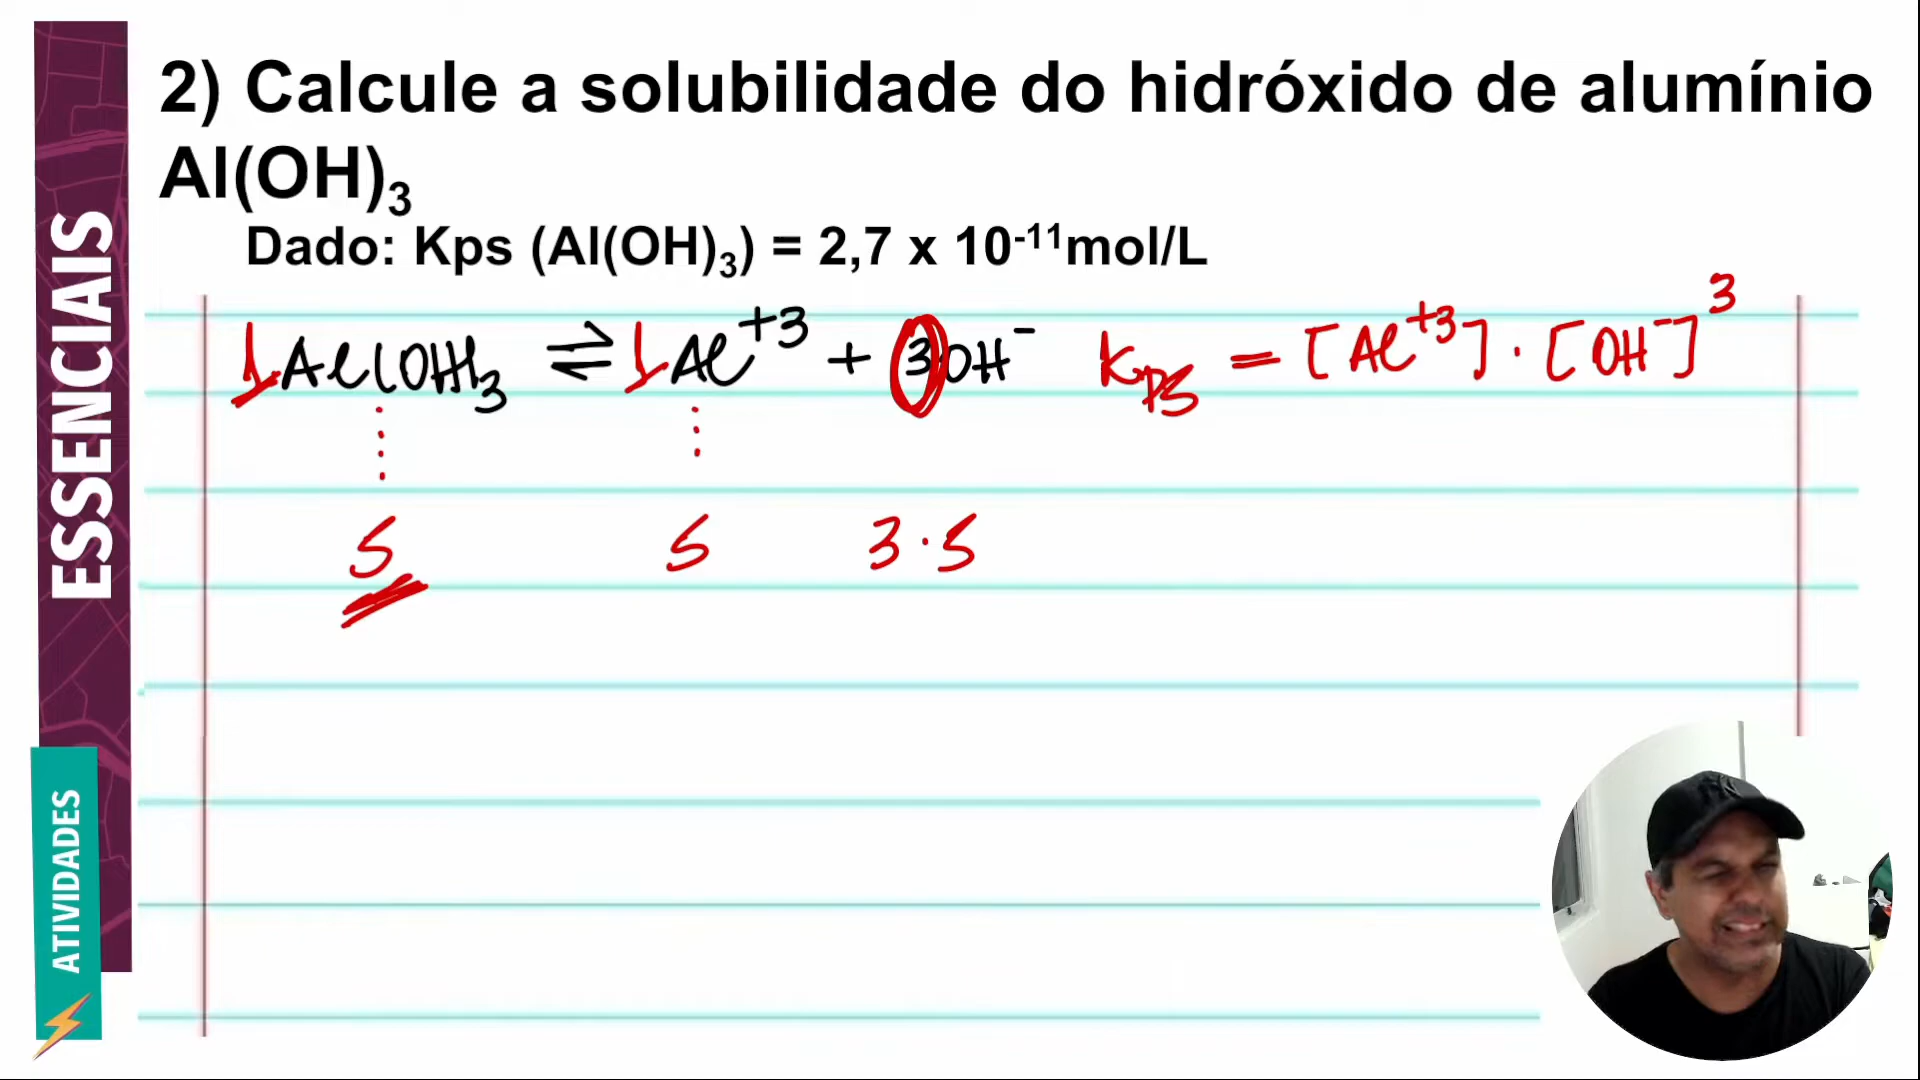 2) Calcule a solubilidade do hidróxido de alumínio
Al(OH)₃
Dado: Kps (Al(OH)₃) = 2,7 x 10⁻¹¹mol/L
1Al(OH)₃ ⇌ 1Al⁺³ + 3OH⁻ Kps = [Al⁺³] · [OH⁻]³
S S 3·S
ESSENCIAIS
ATIVIDADES